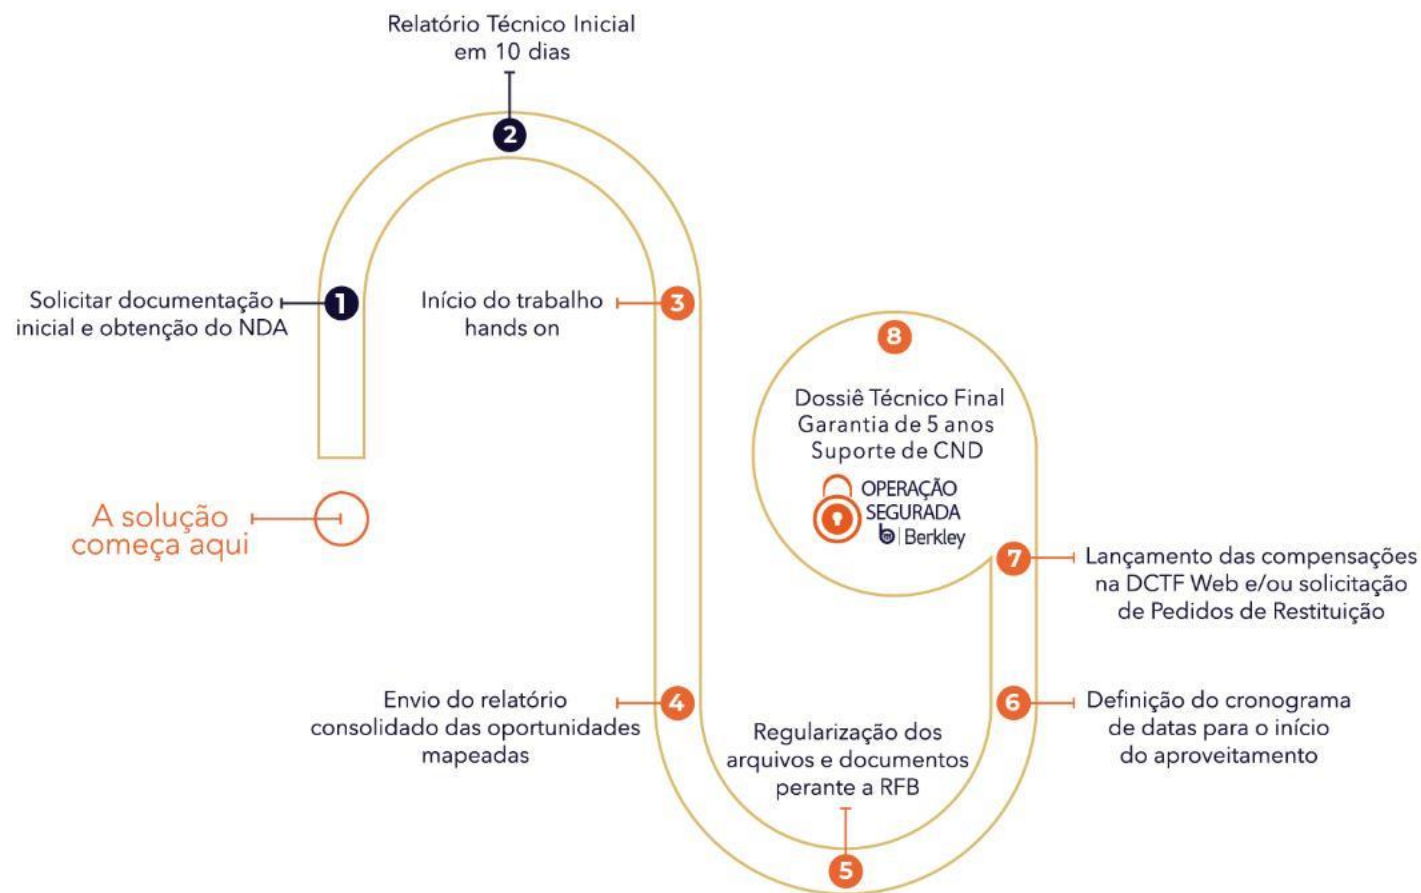 A solução
começa aqui
1
Solicitar documentação
inicial e obtenção do NDA
2
Relatório Técnico Inicial
em 10 dias
3
Início do trabalho
hands on
4
Envio do relatório
consolidado das oportunidades
mapeadas
5
Regularização dos
arquivos e documentos
perante a RFB
6
Definição do cronograma
de datas para o início
do aproveitamento
7
Lançamento das compensações
na DCTF Web e/ou solicitação
de Pedidos de Restituição
8
Dossiê Técnico Final
Garantia de 5 anos
Suporte de CND
OPERAÇÃO
SEGURADA
b | Berkley